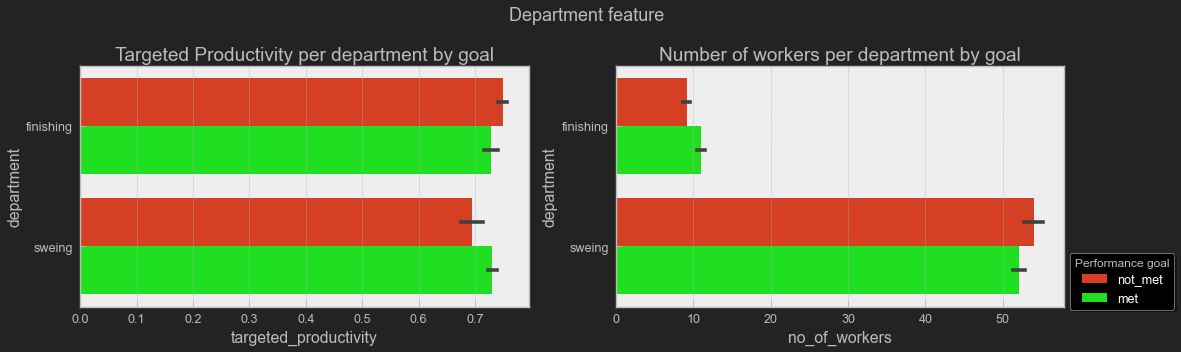 Department feature
Targeted Productivity per department by goal
finishing
sweing
department
0.0 0.1 0.2 0.3 0.4 0.5 0.6 0.7
targeted_productivity
Number of workers per department by goal
finishing
sweing
department
0 10 20 30 40 50
no_of_workers
Performance goal
not_met
met